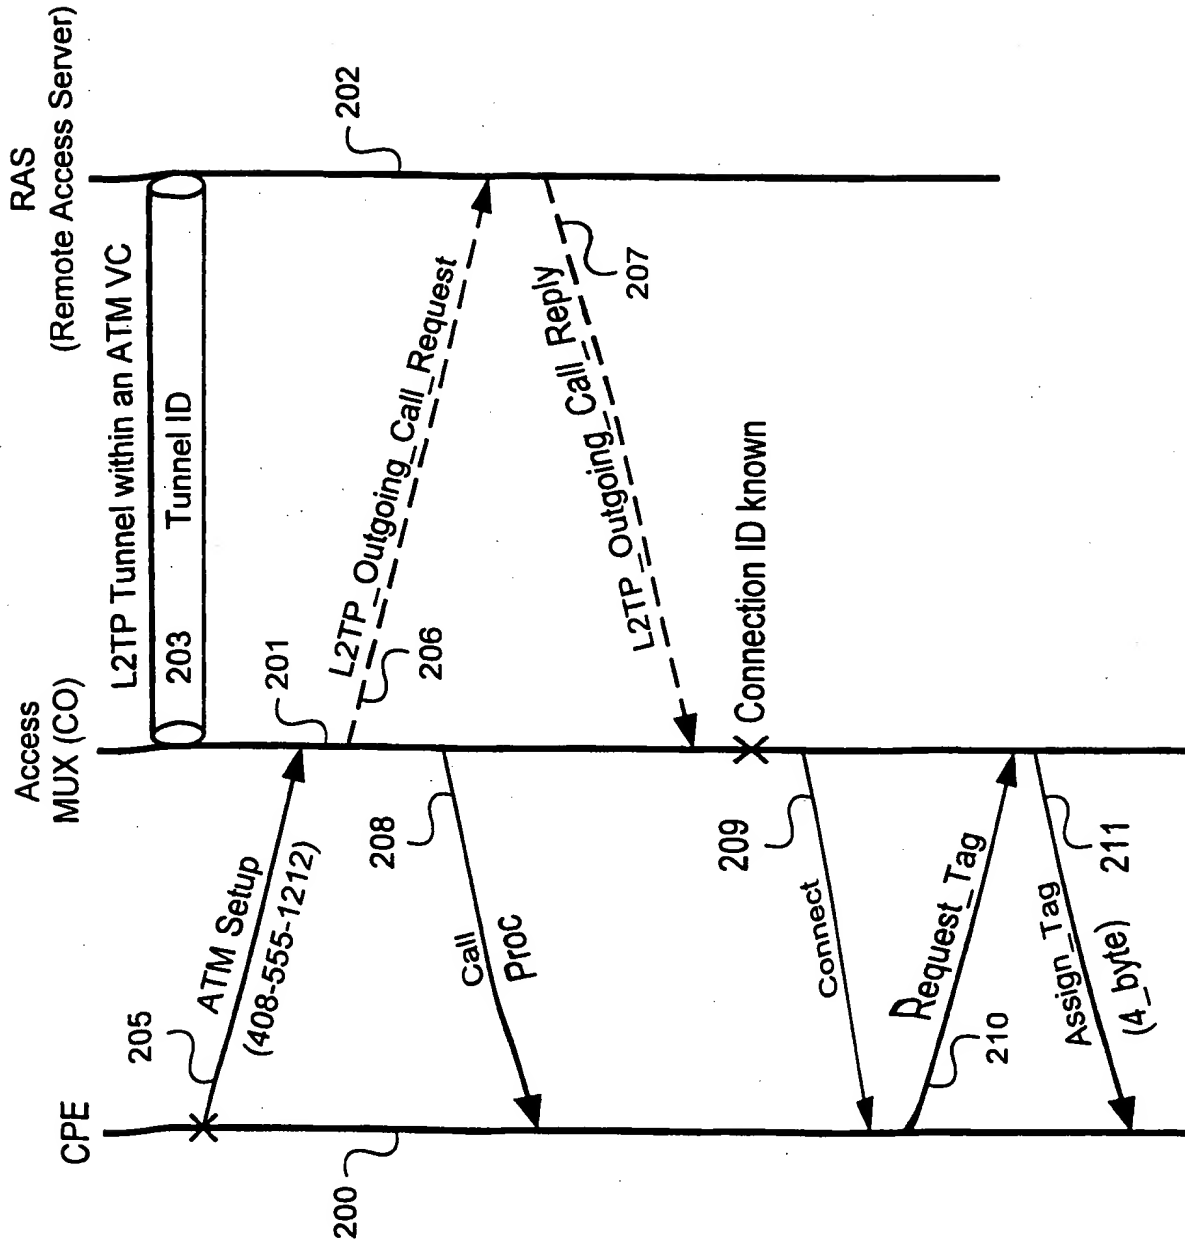 CPE
Access
MUX (CO)
RAS
(Remote Access Server)
L2TP Tunnel within an ATM VC
203
Tunnel ID
205
ATM Setup
(408-555-1212)
201
202
L2TP_Outgoing_Call_Request
206
200
208
Call
Proc
L2TP_Outgoing_Call_Reply
207
Connection ID known
209
Connect
Request_Tag
210
Assign_Tag
(4_byte)
211